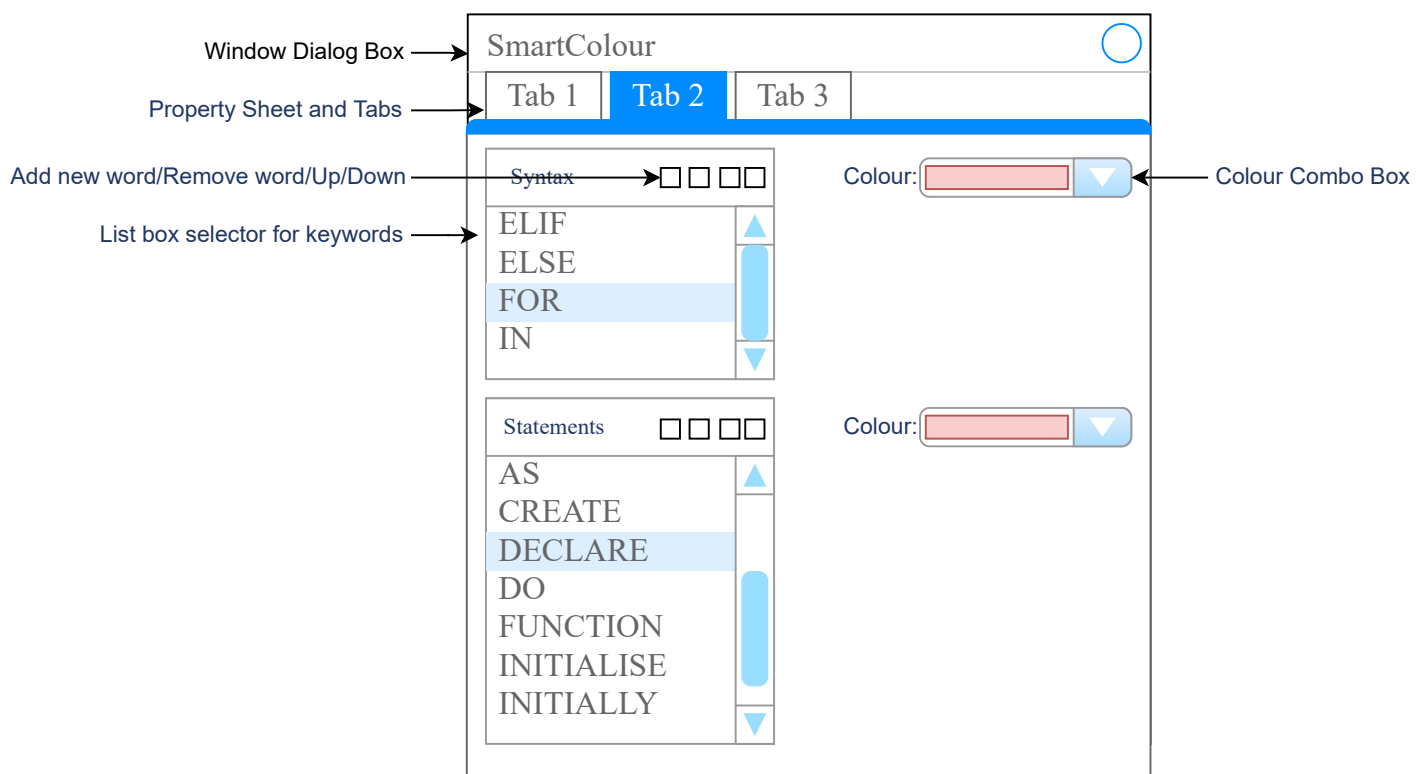 Window Dialog Box
SmartColour
Property Sheet and Tabs
Tab 1
Tab 2
Tab 3
Add new word/Remove word/Up/Down
Syntax
Colour:
Colour Combo Box
List box selector for keywords
ELIF
ELSE
FOR
IN
Statements
Colour:
AS
CREATE
DECLARE
DO
FUNCTION
INITIALISE
INITIALLY